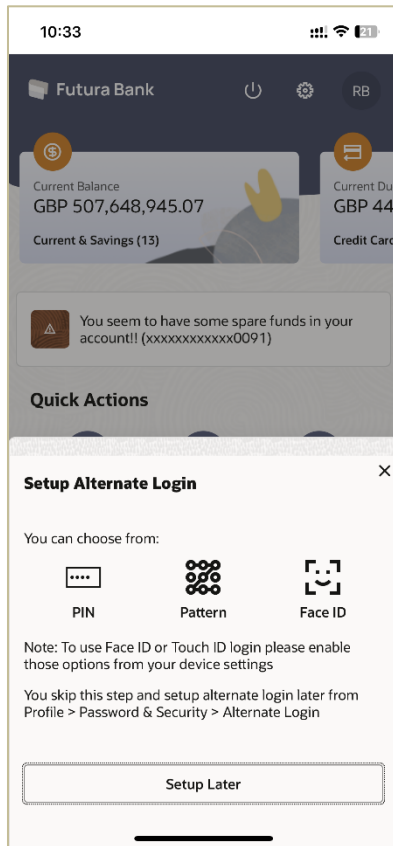 10:33
21
Futura Bank
RB
Current Balance
GBP 507,648,945.07
Current & Savings (13)
Current Du
GBP 44
Credit Card
You seem to have some spare funds in your
account!! (xxxxxxxxxxxx0091)
Quick Actions
Setup Alternate Login
You can choose from:
PIN
Pattern
Face ID
Note: To use Face ID or Touch ID login please enable
those options from your device settings
You skip this step and setup alternate login later from
Profile > Password & Security > Alternate Login
Setup Later